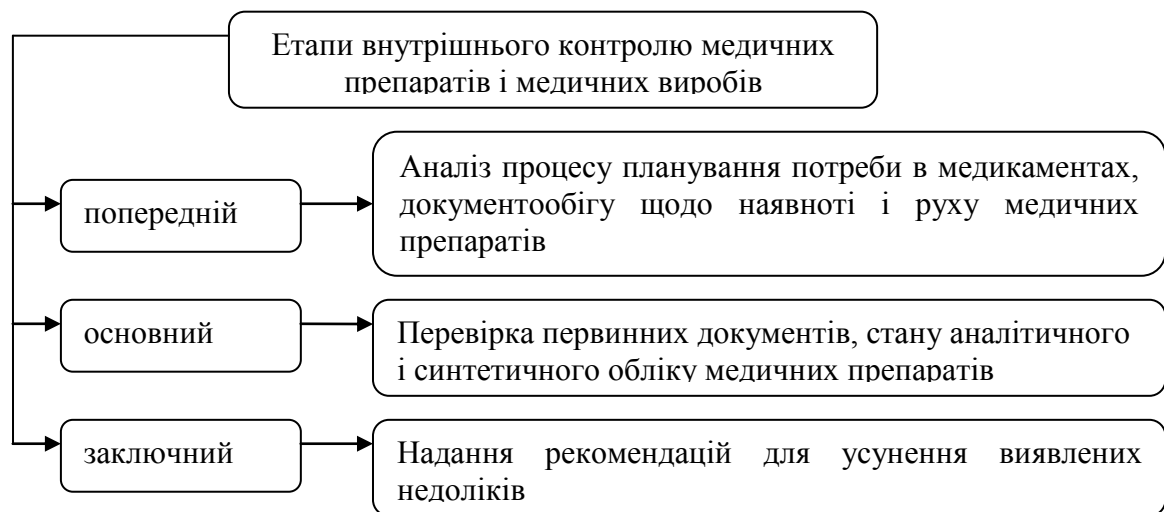 Етапи внутрішнього контролю медичних
препаратів і медичних виробів
попередній
Аналіз процесу планування потреби в медикаментах,
документообігу щодо наявноті і руху медичних
препаратів
основний
Перевірка первинних документів, стану аналітичного
і синтетичного обліку медичних препаратів
заключний
Надання рекомендацій для усунення виявлених
недоліків